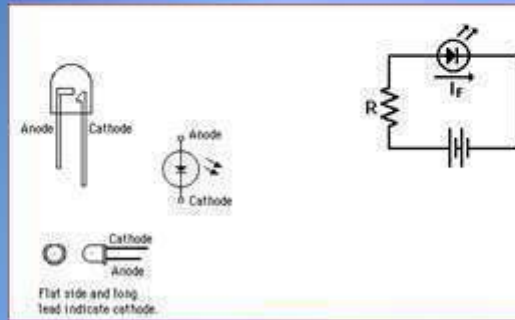 Anode
Cathode
Anode
Cathode
Cathode
Anode
Flat side and long
lead indicate cathode.
R
IF